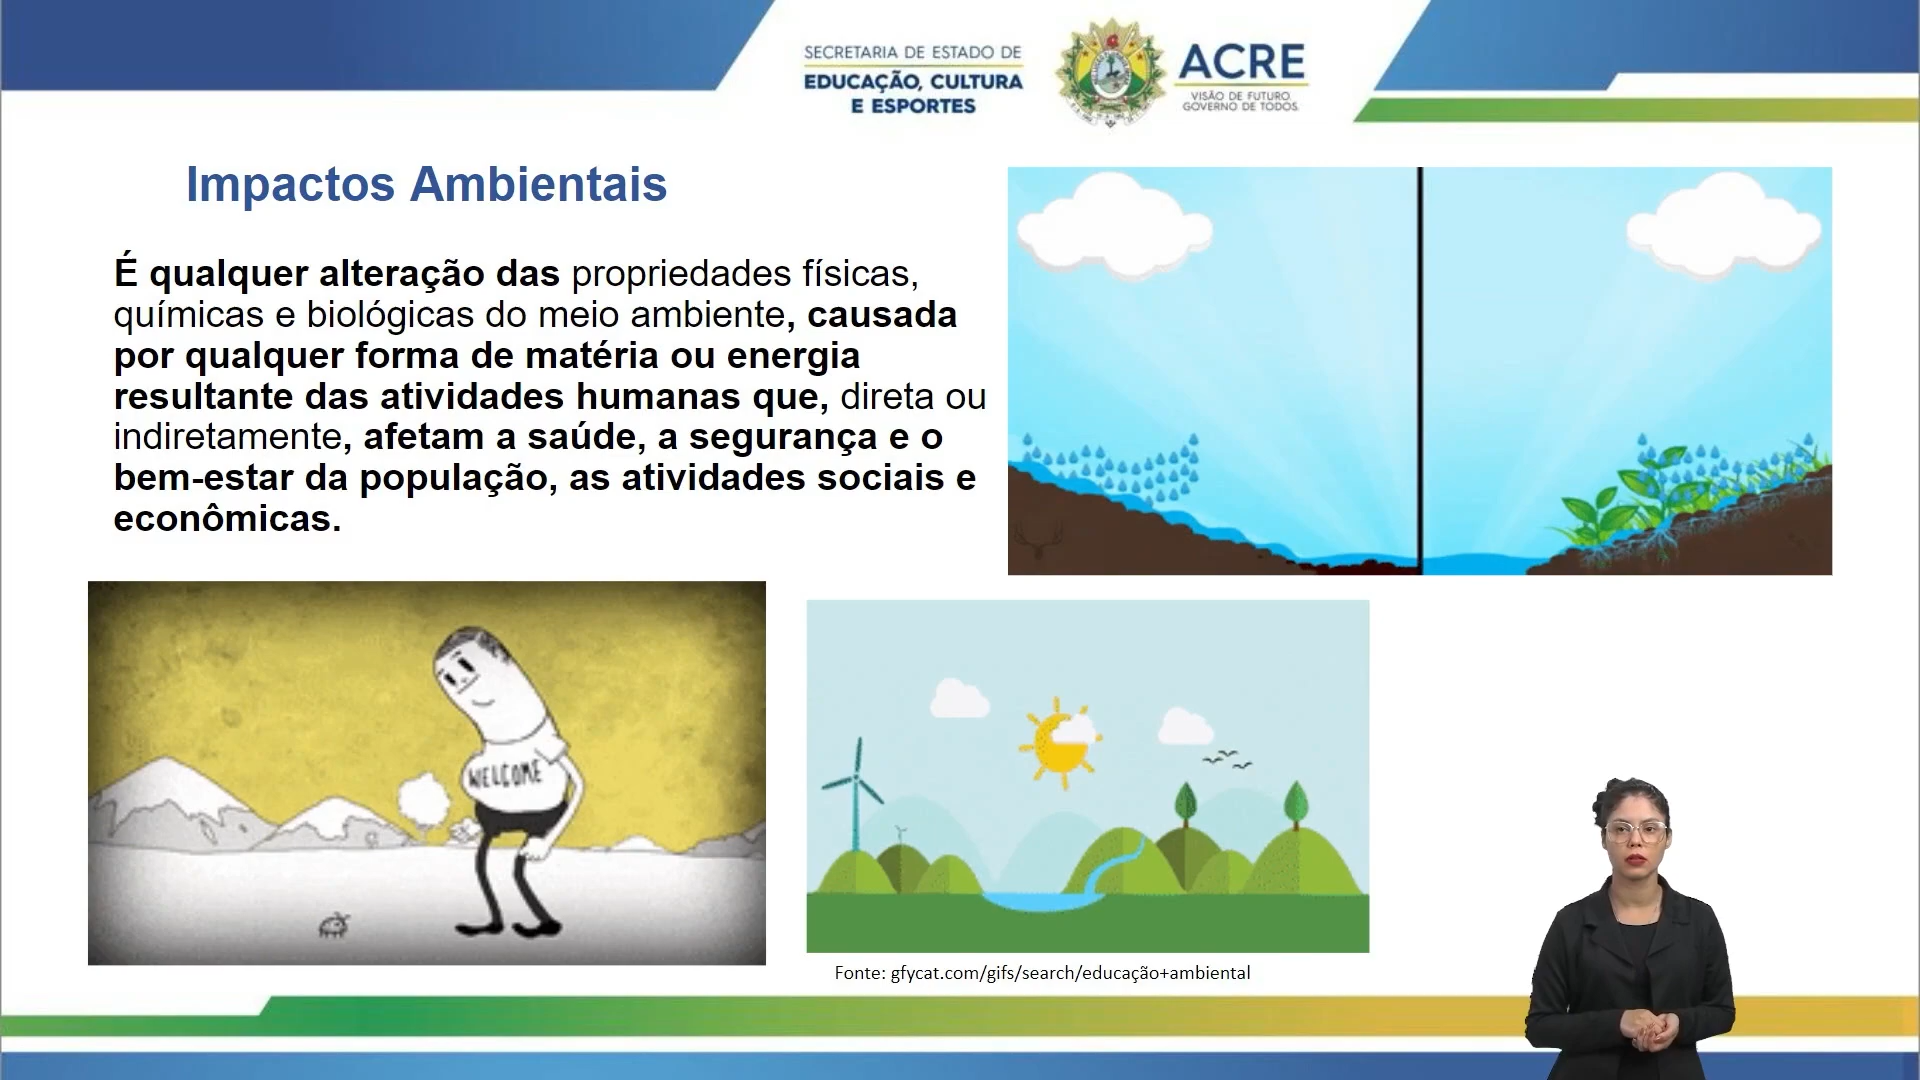 SECRETARIA DE ESTADO DE
EDUCAÇÃO, CULTURA
E ESPORTES
ACRE
VISÃO DE FUTURO.
GOVERNO DE TODOS.
Impactos Ambientais
É qualquer alteração das propriedades físicas,
químicas e biológicas do meio ambiente, causada
por qualquer forma de matéria ou energia
resultante das atividades humanas que, direta ou
indiretamente, afetam a saúde, a segurança e o
bem-estar da população, as atividades sociais e
econômicas.
WELCOME
Fonte: gfycat.com/gifs/search/educação+ambiental